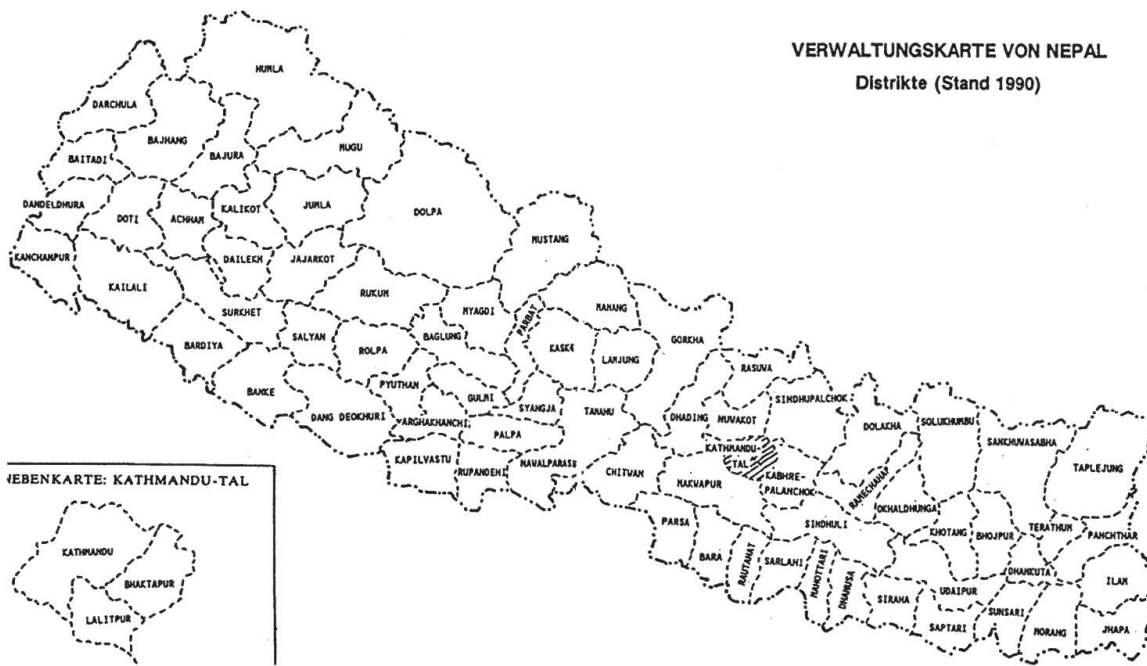 VERWALTUNGSKARTE VON NEPAL
Distrikte (Stand 1990)
HUMLA
DARCHULA
BAJHANG
BAJURA
MUGU
BAITADI
DANDELDHURA
DOTI
ACHHAM
KALIKOT
JUMLA
DOLPA
MUSTANG
KANCHANPUR
KAILALI
DAILEKH
JAJARKOT
RUKUM
SURKHET
MYAGDI
PARBAT
MANANG
GORKHA
BARDIYA
SALYAN
ROLPA
BAGLUNG
KASKI
LAMJUNG
RASUWA
BANKE
PYUTHAN
GULMI
SYANGJA
TANAHU
DHADING
NUWAKOT
SINDHUPALCHOK
DANG DEOKHURI
ARGHAKHANCHI
PALPA
DOLAKHA
SOLUKHUMBU
SANKHUWASABHA
TAPLEJUNG
KAPILVASTU
RUPANDEHI
NAWALPARASI
CHITWAN
KATHMANDU-
TAL
MAKWAPUR
KABHRE-
PALANCHOK
RAMECHHAP
OKHALDHUNGA
PARSA
BARA
RAUTAHAT
SARLAHI
SINDHULI
MAHOTTARI
DHANUSA
SIRAHA
KHOTANG
BHOJPUR
TERATHUM
PANCHTHAR
DHANKUTA
UDAIPUR
SAPTARI
SUNSARI
MORANG
ILAM
JHAPA
NEBENKARTE: KATHMANDU-TAL
KATHMANDU
BHAKTAPUR
LALITPUR